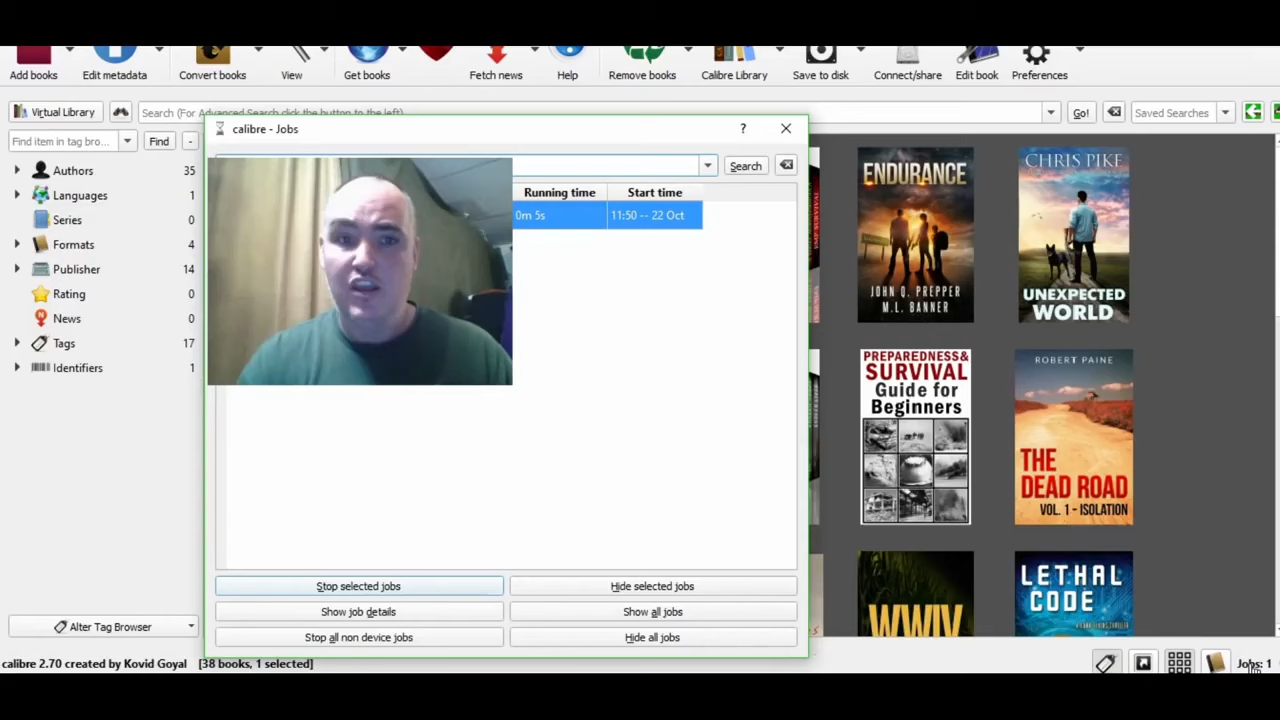 Add books
Edit metadata
Convert books
View
Get books
Fetch news
Help
Remove books
Calibre Library
Save to disk
Connect/share
Edit book
Preferences
Virtual Library
Search (For Advanced Search click the button to the left)
Go!
Saved Searches
Find item in tag bro...
Find
-
Authors 35
Languages 1
Series 0
Formats 4
Publisher 14
Rating 0
News 0
Tags 17
Identifiers 1
Alter Tag Browser
calibre - Jobs
?
Search
Running time
Start time
0m 5s
11:50 -- 22 Oct
Stop selected jobs
Hide selected jobs
Show job details
Show all jobs
Stop all non device jobs
Hide all jobs
ENDURANCE
JOHN Q. PREPPER
M.L. BANNER
CHRIS PIKE
UNEXPECTED
WORLD
PREPAREDNESS&
SURVIVAL
Guide for
Beginners
ROBERT PAINE
THE
DEAD ROAD
VOL. 1 - ISOLATION
WWIV
LETHAL
CODE
calibre 2.70 created by Kovid Goyal [38 books, 1 selected]
Jobs: 1